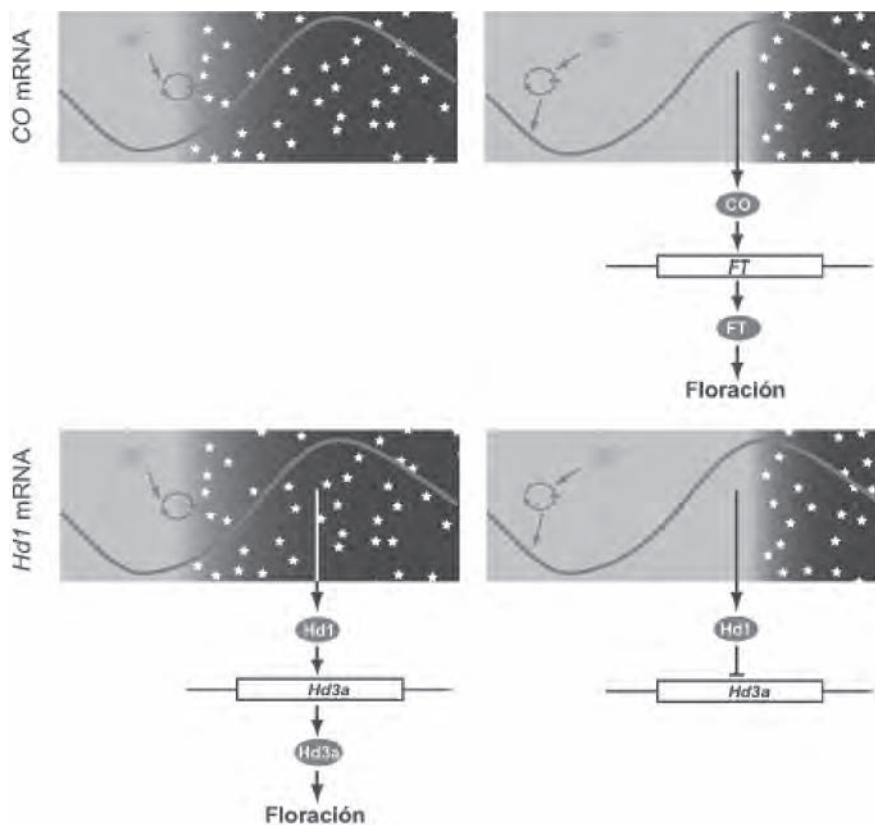 CO mRNA
CO
FT
FT
Floración
Hd1 mRNA
Hd1
Hd3a
Hd3a
Floración
Hd1
Hd3a